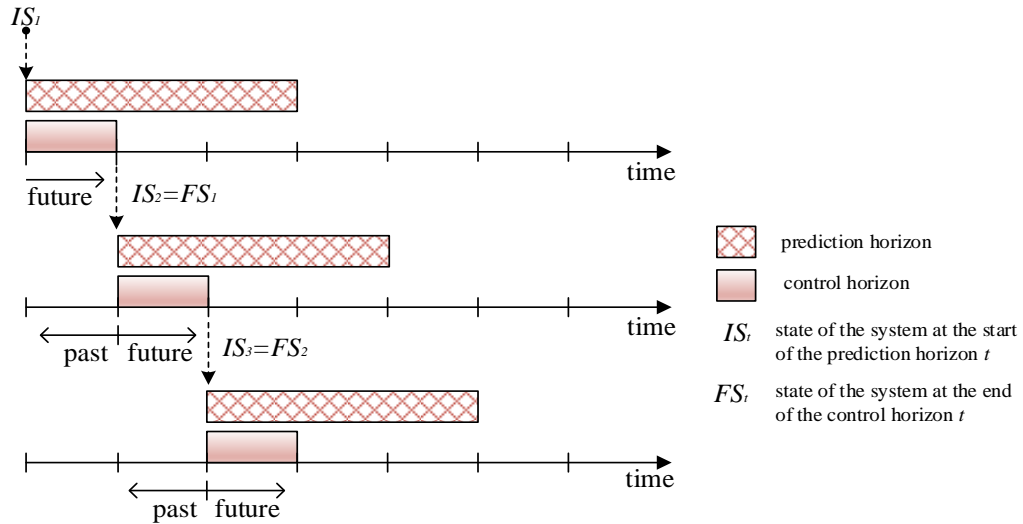 IS₁
time
future
IS₂=FS₁
time
past future
IS₃=FS₂
time
past future
prediction horizon
control horizon
ISₜ state of the system at the start
of the prediction horizon t
FSₜ state of the system at the end
of the control horizon t